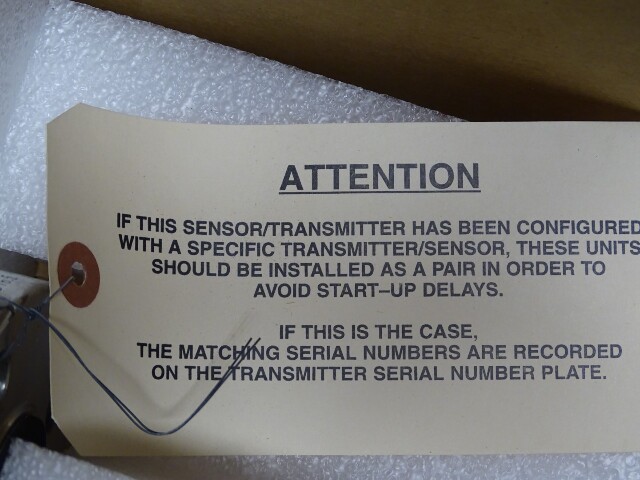 ATTENTION
IF THIS SENSOR/TRANSMITTER HAS BEEN CONFIGURED
WITH A SPECIFIC TRANSMITTER/SENSOR, THESE UNITS
SHOULD BE INSTALLED AS A PAIR IN ORDER TO
AVOID START–UP DELAYS.
IF THIS IS THE CASE,
THE MATCHING SERIAL NUMBERS ARE RECORDED
ON THE TRANSMITTER SERIAL NUMBER PLATE.